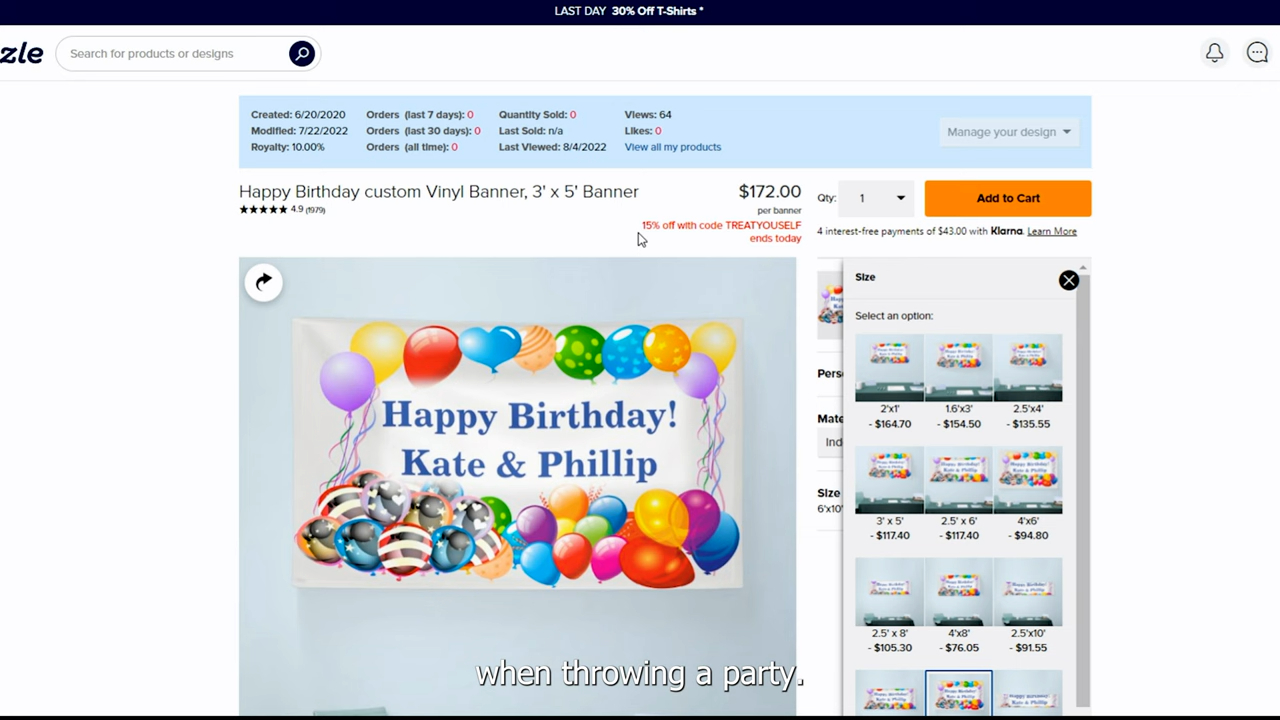 LAST DAY 30% Off T-Shirts *
zle
Search for products or designs
Created: 6/20/2020 Orders (last 7 days): 0 Quantity Sold: 0 Views: 64
Modified: 7/22/2022 Orders (last 30 days): 0 Last Sold: n/a Likes: 0
Royalty: 10.00% Orders (all time): 0 Last Viewed: 8/4/2022 View all my products
Manage your design
Happy Birthday custom Vinyl Banner, 3' x 5' Banner
$172.00
per banner
4.9 (1979)
15% off with code TREATYOUSELF
ends today
Qty: 1
Add to Cart
4 interest-free payments of $43.00 with Klarna. Learn More
Happy Birthday!
Kate & Phillip
Perso
Mate
Ind
Size
6'x10'
Size
Select an option:
2'x1' 1.6'x3' 2.5'x4'
- $164.70 - $154.50 - $135.55
3' x 5' 2.5' x 6' 4'x6'
- $117.40 - $117.40 - $94.80
2.5' x 8' 4'x8' 2.5'x10'
- $105.30 - $76.05 - $91.55
when throwing a party.